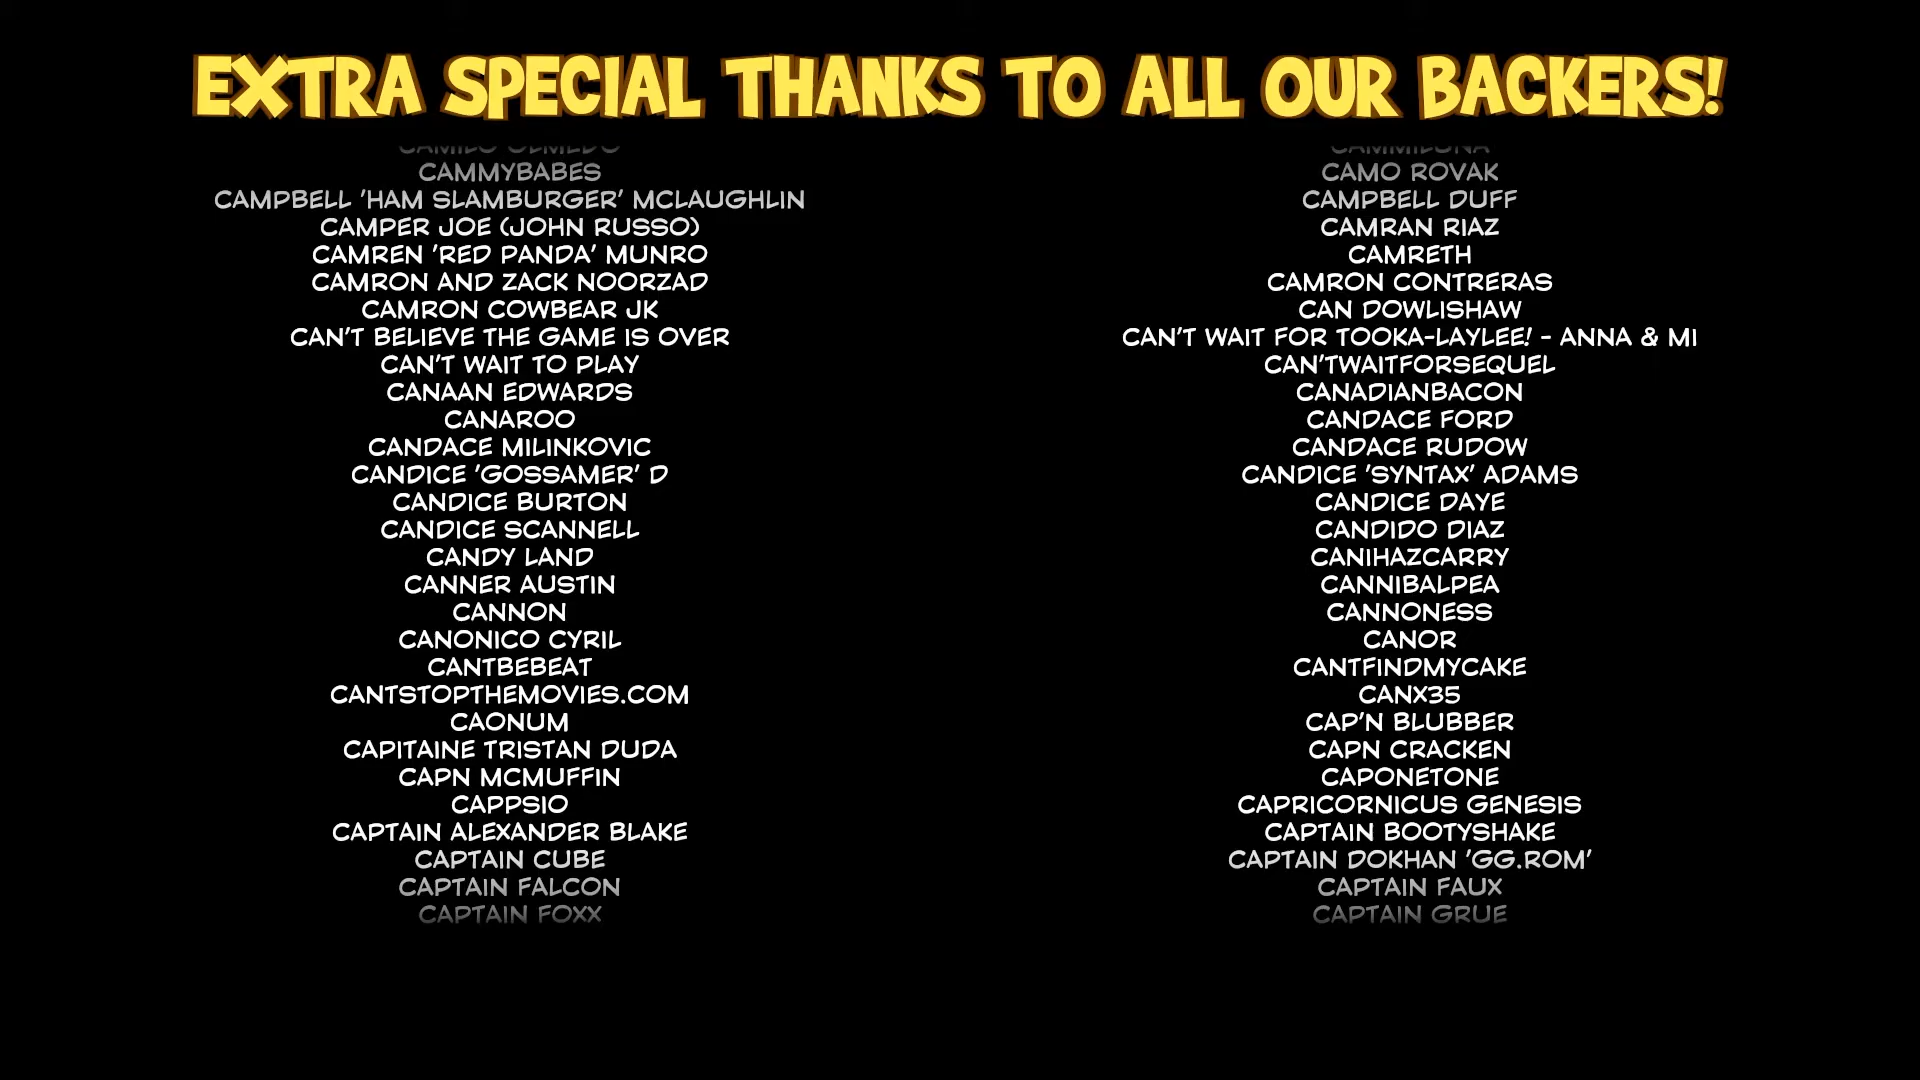 EXTRA SPECIAL THANKS TO ALL OUR BACKERS!
CAMILO OLMEDO
CAMMILUNA
CAMMYBABES
CAMO ROVAK
CAMPBELL 'HAM SLAMBURGER' MCLAUGHLIN
CAMPBELL DUFF
CAMPER JOE (JOHN RUSSO)
CAMRAN RIAZ
CAMREN 'RED PANDA' MUNRO
CAMRETH
CAMRON AND ZACK NOORZAD
CAMRON CONTRERAS
CAMRON COWBEAR JK
CAN DOWLISHAW
CAN'T BELIEVE THE GAME IS OVER
CAN'T WAIT FOR TOOKA-LAYLEE! - ANNA & MI
CAN'T WAIT TO PLAY
CAN'TWAITFORSEQUEL
CANAAN EDWARDS
CANADIANBACON
CANAROO
CANDACE FORD
CANDACE MILINKOVIC
CANDACE RUDOW
CANDICE 'GOSSAMER' D
CANDICE 'SYNTAX' ADAMS
CANDICE BURTON
CANDICE DAYE
CANDICE SCANNELL
CANDIDO DIAZ
CANDY LAND
CANIHAZCARRY
CANNER AUSTIN
CANNIBALPEA
CANNON
CANNONESS
CANONICO CYRIL
CANOR
CANTBEBEAT
CANTFINDMYCAKE
CANTSTOPTHEMOVIES.COM
CANX35
CAONUM
CAP'N BLUBBER
CAPITAINE TRISTAN DUDA
CAPN CRACKEN
CAPN MCMUFFIN
CAPONETONE
CAPPSIO
CAPRICORNICUS GENESIS
CAPTAIN ALEXANDER BLAKE
CAPTAIN BOOTYSHAKE
CAPTAIN CUBE
CAPTAIN DOKHAN 'GG.ROM'
CAPTAIN FALCON
CAPTAIN FAUX
CAPTAIN FOXX
CAPTAIN GRUE